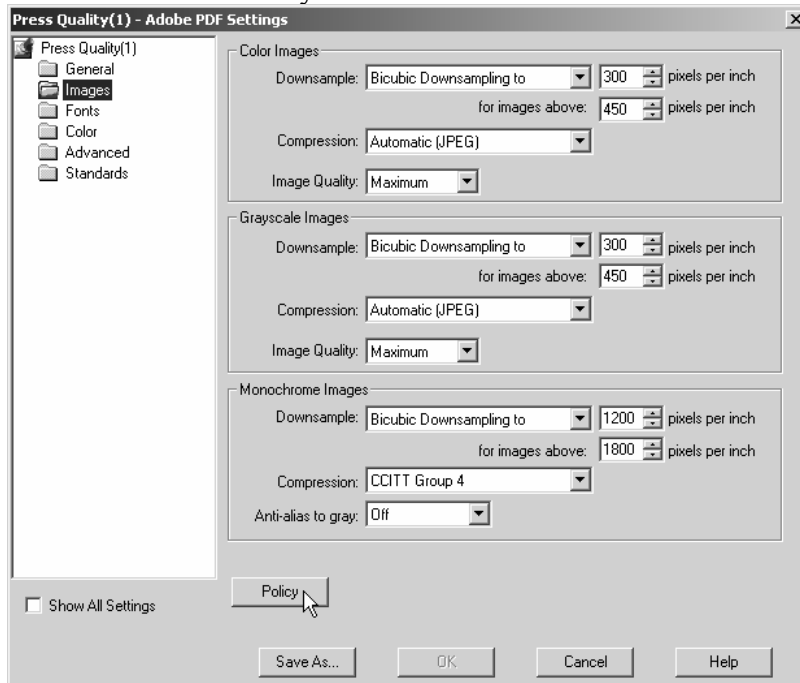 Press Quality(1) - Adobe PDF Settings
Press Quality(1)
General
Images
Fonts
Color
Advanced
Standards
Show All Settings
Color Images
Downsample: Bicubic Downsampling to 300 pixels per inch
for images above: 450 pixels per inch
Compression: Automatic (JPEG)
Image Quality: Maximum
Grayscale Images
Downsample: Bicubic Downsampling to 300 pixels per inch
for images above: 450 pixels per inch
Compression: Automatic (JPEG)
Image Quality: Maximum
Monochrome Images
Downsample: Bicubic Downsampling to 1200 pixels per inch
for images above: 1800 pixels per inch
Compression: CCITT Group 4
Anti-alias to gray: Off
Policy
Save As... OK Cancel Help